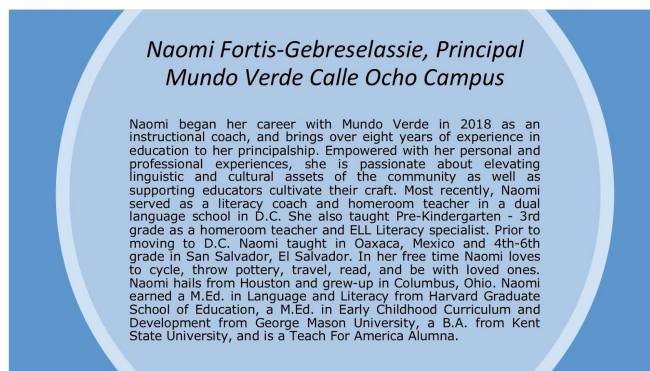 Naomi Fortis-Gebreselassie, Principal
Mundo Verde Calle Ocho Campus
Naomi began her career with Mundo Verde in 2018 as an
instructional coach, and brings over eight years of experience in
education to her principalship. Empowered with her personal and
professional experiences, she is passionate about elevating
linguistic and cultural assets of the community as well as
supporting educators cultivate their craft. Most recently, Naomi
served as a literacy coach and homeroom teacher in a dual
language school in D.C. She also taught Pre-Kindergarten - 3rd
grade as a homeroom teacher and ELL Literacy specialist. Prior to
moving to D.C. Naomi taught in Oaxaca, Mexico and 4th-6th
grade in San Salvador, El Salvador. In her free time Naomi loves
to cycle, throw pottery, travel, read, and be with loved ones.
Naomi hails from Houston and grew-up in Columbus, Ohio. Naomi
earned a M.Ed. in Language and Literacy from Harvard Graduate
School of Education, a M.Ed. in Early Childhood Curriculum and
Development from George Mason University, a B.A. from Kent
State University, and is a Teach For America Alumna.